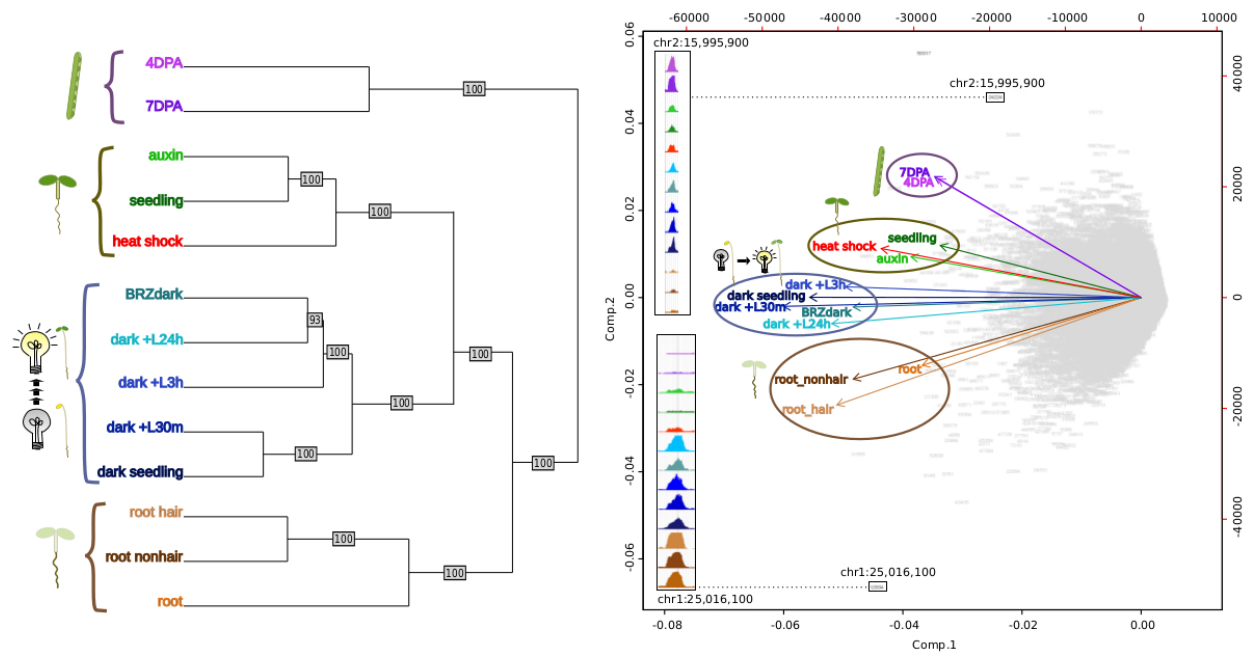 4DPA
100
7DPA
auxin
100
seedling
100
heat shock
BRZdark
93
dark +L24h
100
100
dark +L3h
100
dark +L30m
100
dark seedling
100
root hair
100
root nonhair
100
root
-60000 -50000 -40000 -30000 -20000 -10000 0 10000
chr2:15,995,900
chr2:15,995,900
7DPA
4DPA
seedling
heat shock
auxin
dark +L3h
dark seedling
dark +L30m
BRZdark
dark +L24h
root
root_nonhair
root_hair
chr1:25,016,100
chr1:25,016,100
0.06
0.04
0.02
0.00
-0.02
-0.04
-0.06
Comp.2
40000
20000
0
-20000
-40000
-0.08 -0.06 -0.04 -0.02 0.00
Comp.1